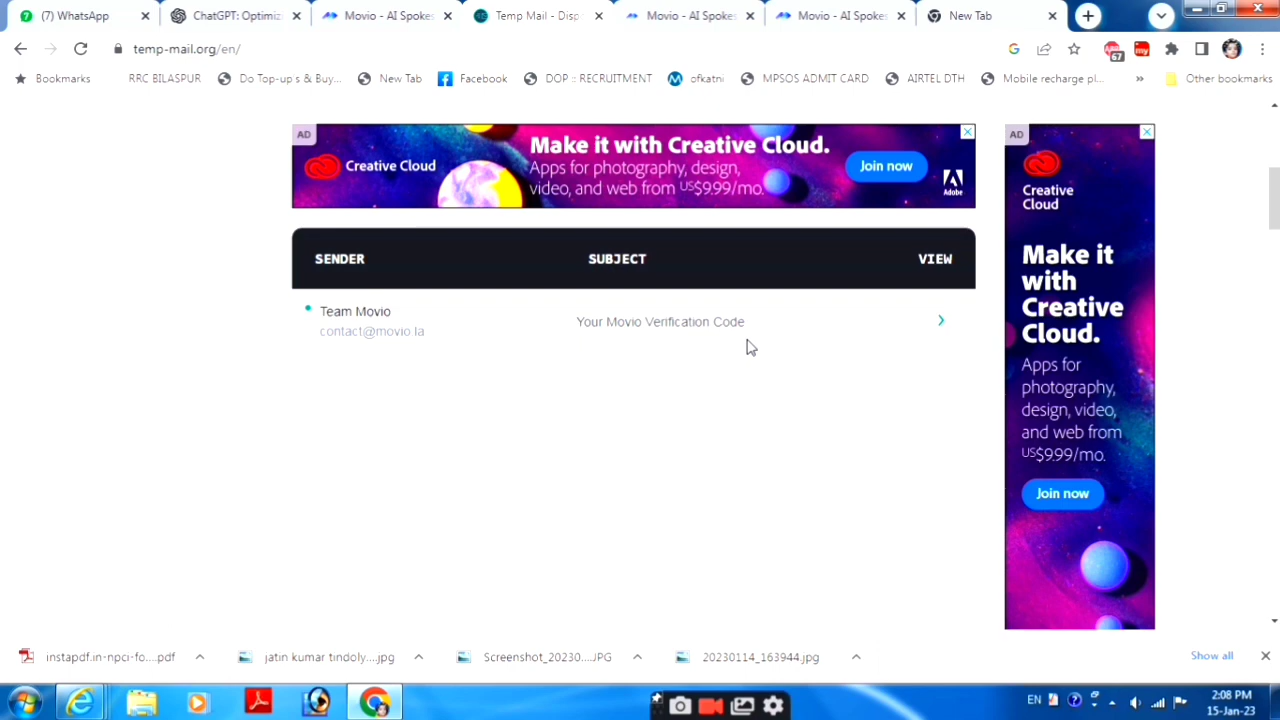 (7) WhatsApp
ChatGPT: Optimiz
Movio - AI Spokes
Temp Mail - Disp
Movio - AI Spokes
Movio - AI Spokes
New Tab
temp-mail.org/en/
67
my
Bookmarks
RRC BILASPUR
Do Top-up s & Buy...
New Tab
Facebook
DOP :: RECRUITMENT
ofkatni
MPSOS ADMIT CARD
AIRTEL DTH
Mobile recharge pl...
»
Other bookmarks
AD
Creative Cloud
Make it with Creative Cloud.
Apps for photography, design,
video, and web from US$9.99/mo.
Join now
Adobe
AD
Creative
Cloud
Make it
with
Creative
Cloud.
Apps for
photography,
design, video,
and web from
US$9.99/mo.
Join now
SENDER SUBJECT VIEW
Team Movio
contact@movio.la
Your Movio Verification Code
instapdf.in-npci-fo....pdf
jatin kumar tindoly....jpg
Screenshot_20230....JPG
20230114_163944.jpg
Show all
EN
2:08 PM
15-Jan-23